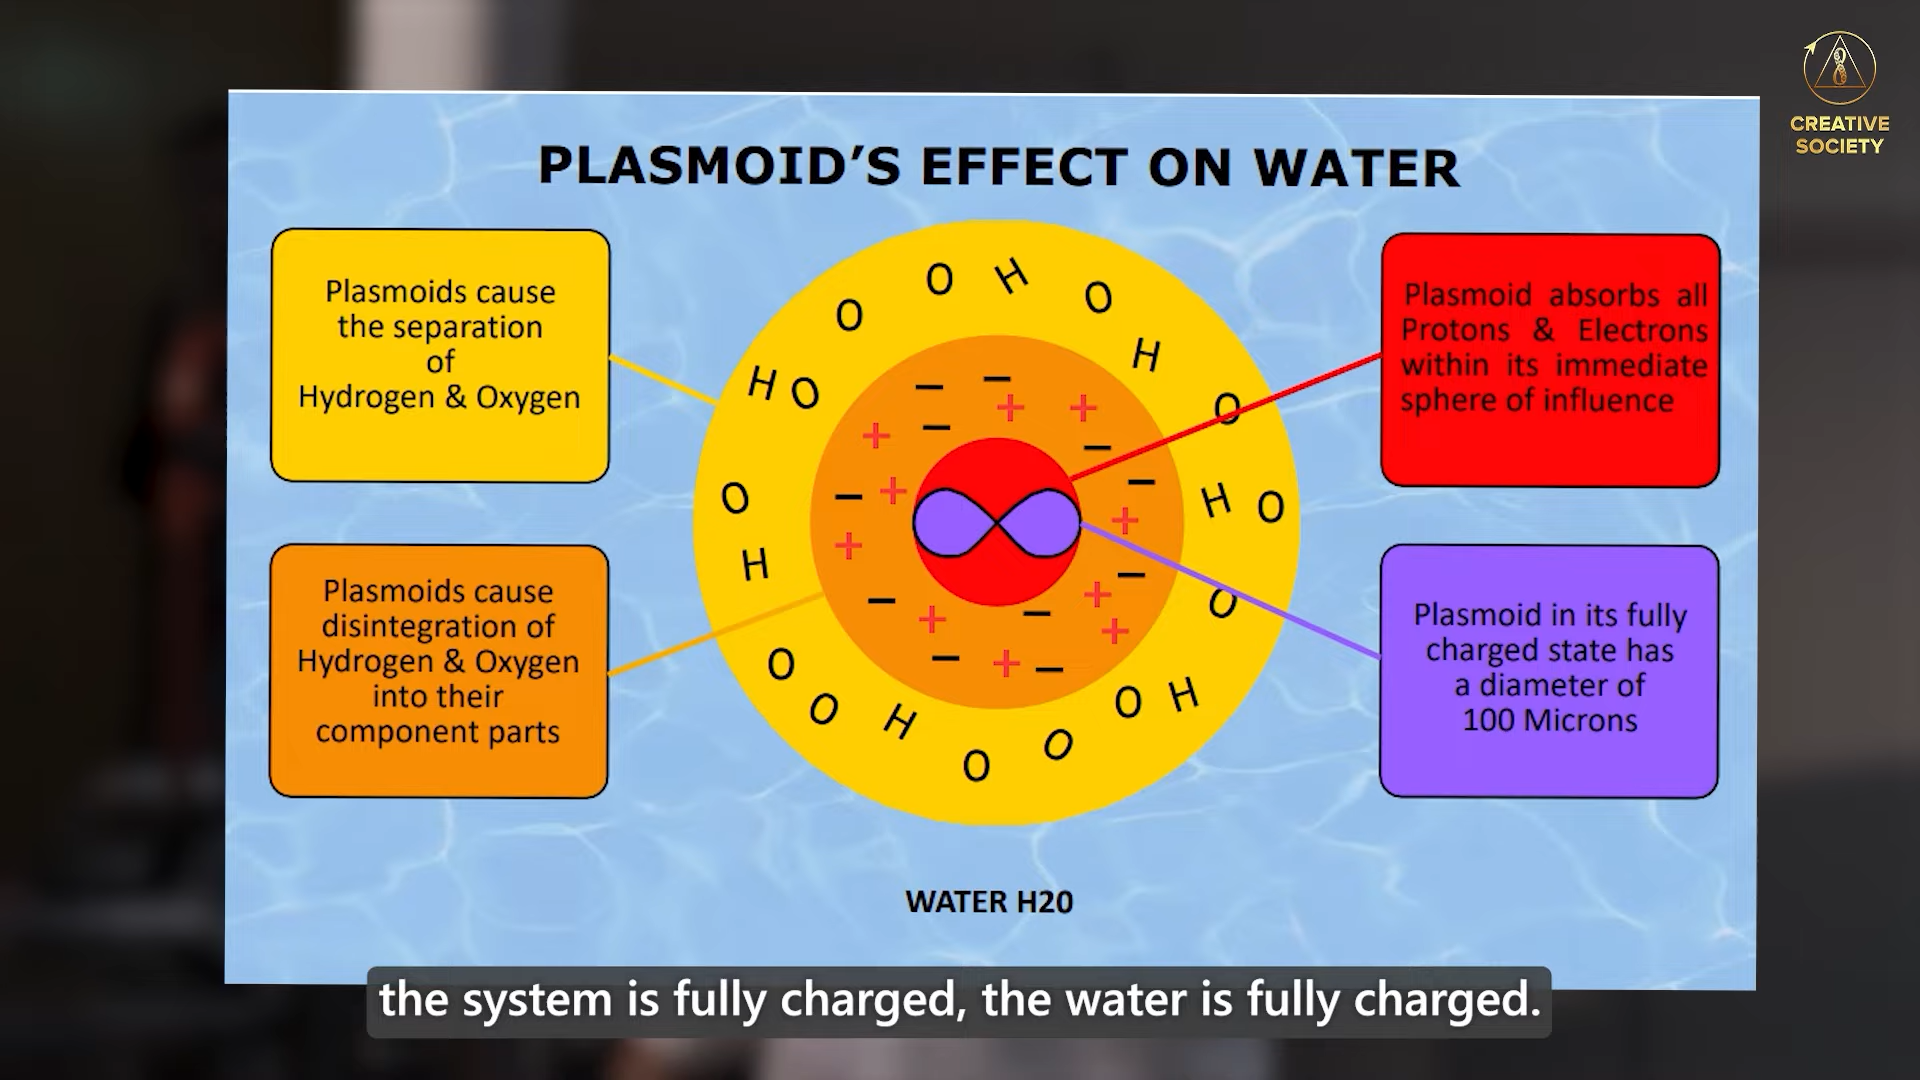 CREATIVE
SOCIETY
PLASMOID'S EFFECT ON WATER
Plasmoids cause
the separation
of
Hydrogen & Oxygen
Plasmoid absorbs all
Protons & Electrons
within its immediate
sphere of influence
Plasmoids cause
disintegration of
Hydrogen & Oxygen
into their
component parts
Plasmoid in its fully
charged state has
a diameter of
100 Microns
O H O
O
H
H O
O
O
H O
H
O
O
O H
O H
O
O
WATER H20
the system is fully charged, the water is fully charged.